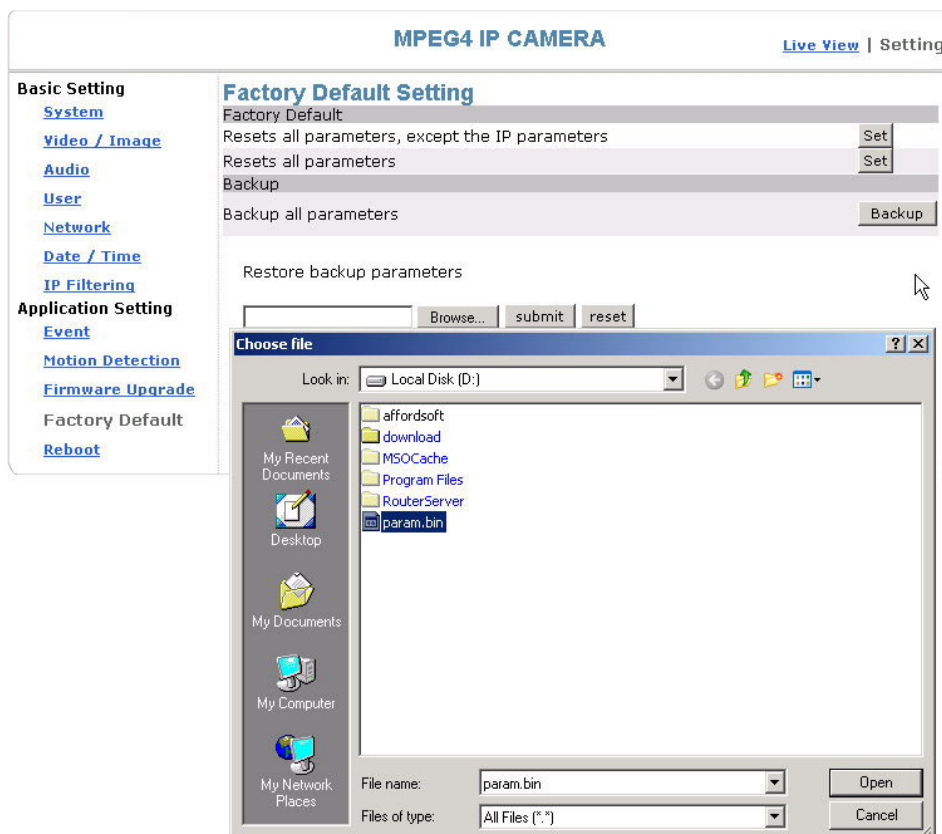 MPEG4 IP CAMERA
Live View | Setting
Basic Setting
System
Video / Image
Audio
User
Network
Date / Time
IP Filtering
Application Setting
Event
Motion Detection
Firmware Upgrade
Factory Default
Reboot
Factory Default Setting
Factory Default
Resets all parameters, except the IP parameters Set
Resets all parameters Set
Backup
Backup all parameters Backup
Restore backup parameters
Browse... submit reset
Choose file
Look in: Local Disk (D:)
My Recent Documents
Desktop
My Documents
My Computer
My Network Places
affordsoft
download
MSOCache
Program Files
RouterServer
param.bin
File name: param.bin Open
Files of type: All Files (*.*) Cancel